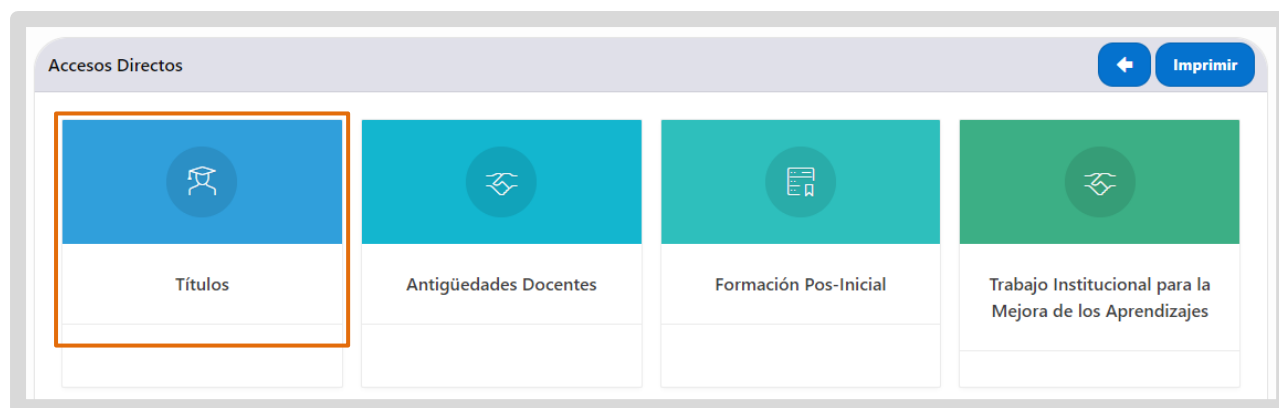 Accesos Directos
Imprimir
Títulos
Antigüedades Docentes
Formación Pos-Inicial
Trabajo Institucional para la
Mejora de los Aprendizajes